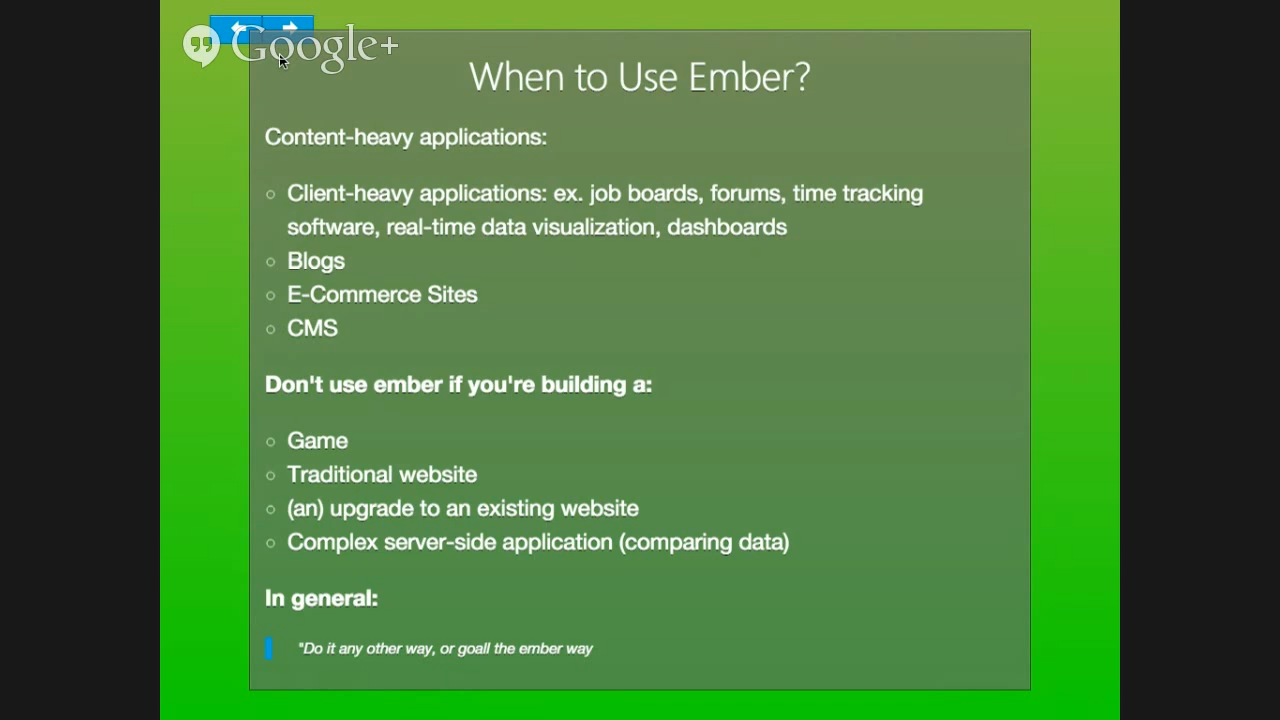 Google+
When to Use Ember?
Content-heavy applications:
Client-heavy applications: ex. job boards, forums, time tracking
software, real-time data visualization, dashboards
Blogs
E-Commerce Sites
CMS
Don't use ember if you're building a:
Game
Traditional website
(an) upgrade to an existing website
Complex server-side application (comparing data)
In general:
"Do it any other way, or goall the ember way